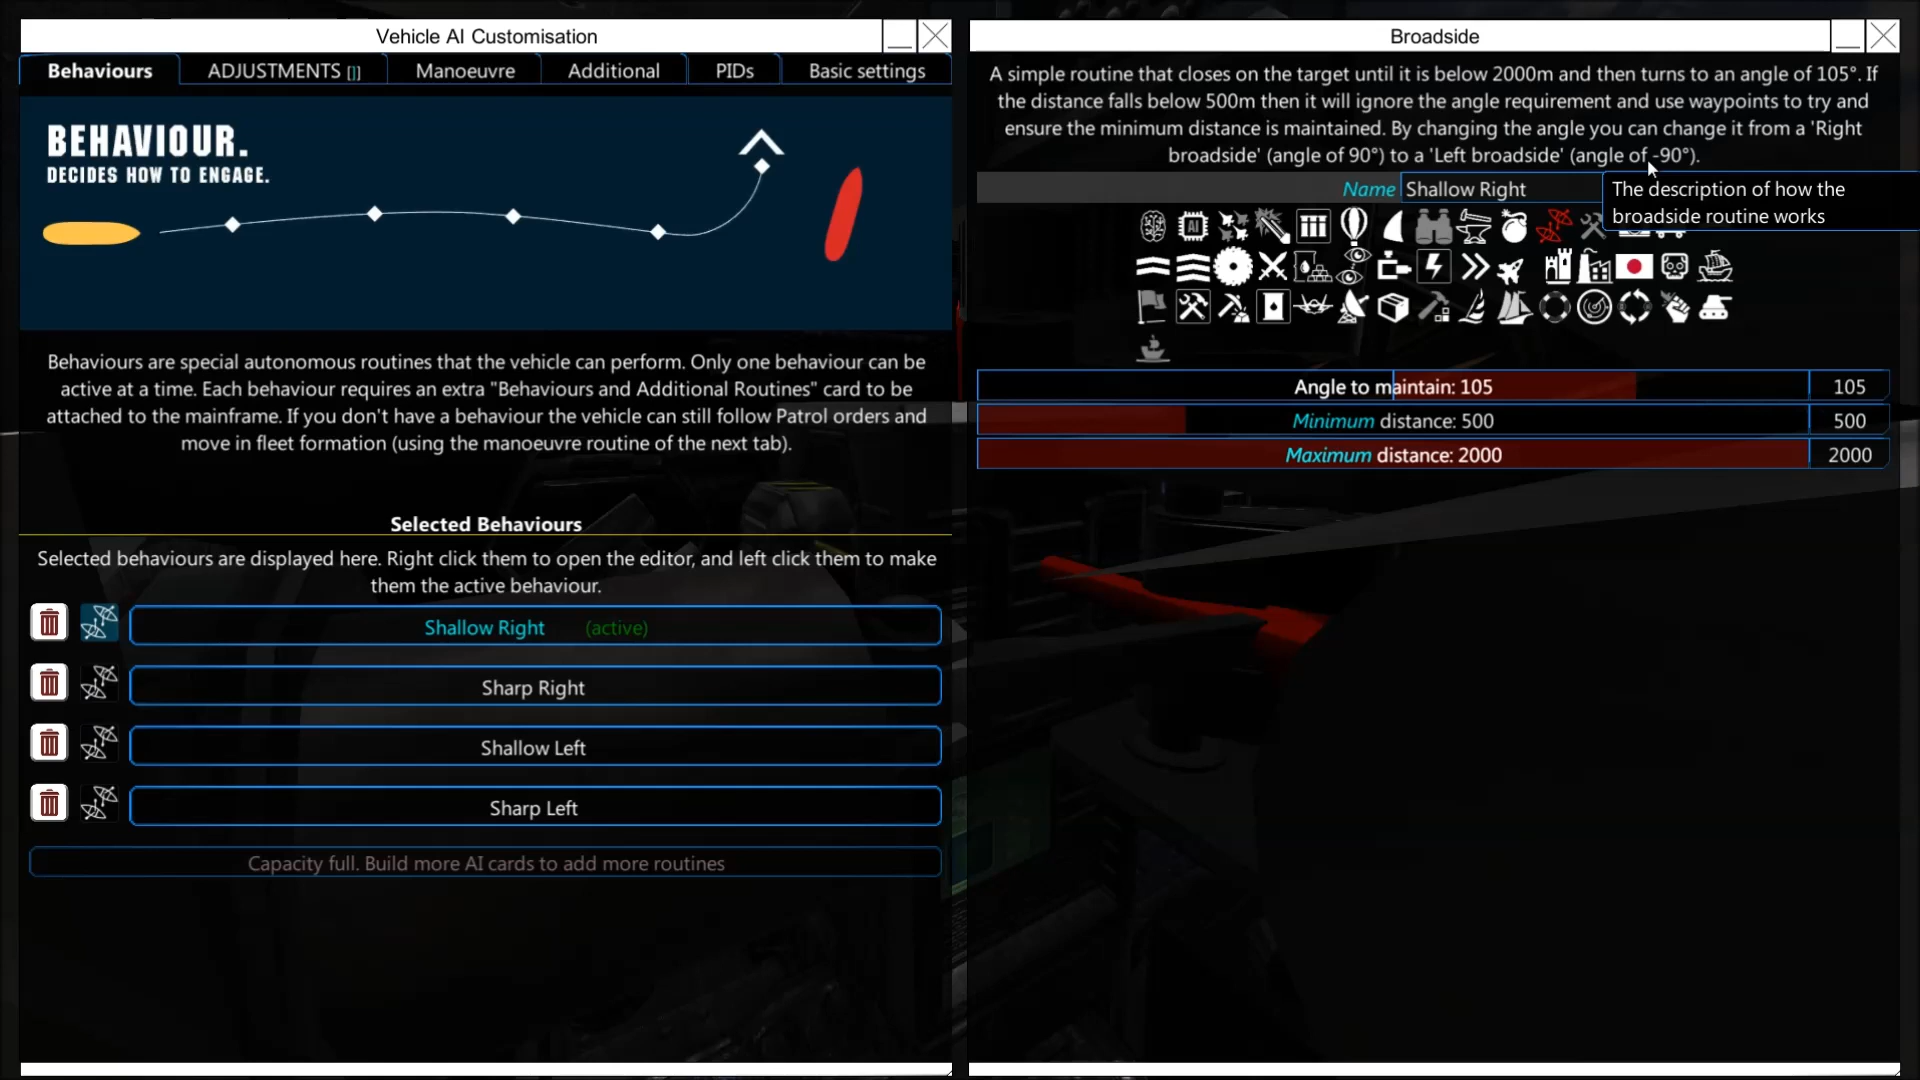 Vehicle AI Customisation
Behaviours
ADJUSTMENTS []
Manoeuvre
Additional
PIDs
Basic settings
BEHAVIOUR.
DECIDES HOW TO ENGAGE.
Behaviours are special autonomous routines that the vehicle can perform. Only one behaviour can be
active at a time. Each behaviour requires an extra "Behaviours and Additional Routines" card to be
attached to the mainframe. If you don't have a behaviour the vehicle can still follow Patrol orders and
move in fleet formation (using the manoeuvre routine of the next tab).
Selected Behaviours
Selected behaviours are displayed here. Right click them to open the editor, and left click them to make
them the active behaviour.
Shallow Right (active)
Sharp Right
Shallow Left
Sharp Left
Capacity full. Build more AI cards to add more routines
Broadside
A simple routine that closes on the target until it is below 2000m and then turns to an angle of 105°. If
the distance falls below 500m then it will ignore the angle requirement and use waypoints to try and
ensure the minimum distance is maintained. By changing the angle you can change it from a 'Right
broadside' (angle of 90°) to a 'Left broadside' (angle of -90°).
Name Shallow Right
The description of how the
broadside routine works
AI
Angle to maintain: 105 105
Minimum distance: 500 500
Maximum distance: 2000 2000